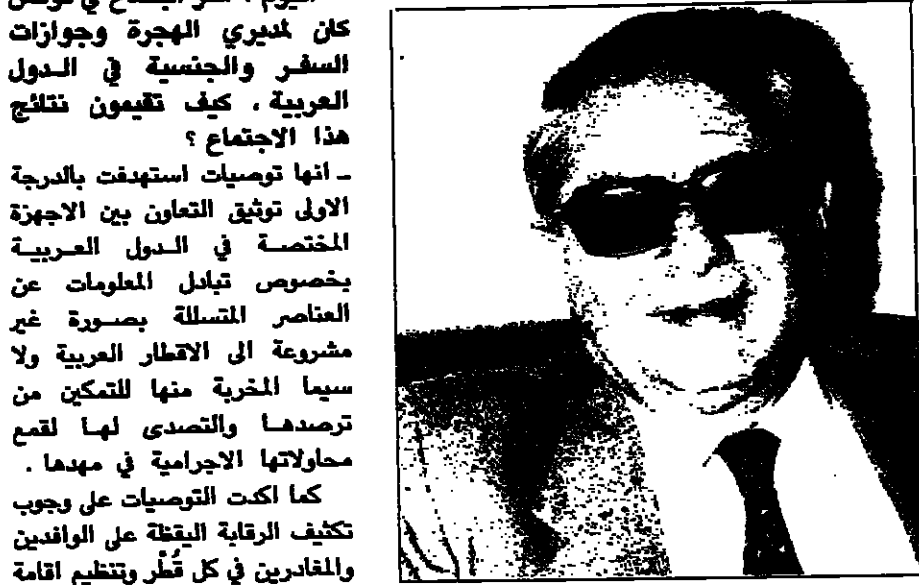 كان لمديري الهجرة وجوازات
السفر والجنسية في الدول
العربية ، كيف تقيمون نتائج
هذا الاجتماع ؟
ـ انها توصيات استهدفت بالدرجة
الاولى توثيق التعاون بين الاجهزة
المختصة في الدول العربية
بخصوص تبادل المعلومات عن
العناصر المتسللة بصورة غير
مشروعة الى الاقطار العربية ولا
سيما المخربة منها للتمكين من
ترصدها والتصدى لها لقمع
محاولاتها الاجرامية في مهدها .
كما اكدت التوصيات على وجوب
تكثيف الرقابة اليقظة على الوافدين
والمغادرين في كل قُطْر وتنظيم اقامة